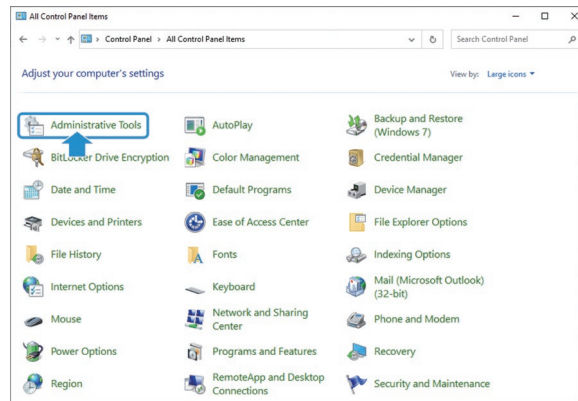 All Control Panel Items
Control Panel > All Control Panel Items
Search Control Panel
Adjust your computer's settings
View by: Large icons
Administrative Tools
AutoPlay
Backup and Restore
(Windows 7)
BitLocker Drive Encryption
Color Management
Credential Manager
Date and Time
Default Programs
Device Manager
Devices and Printers
Ease of Access Center
File Explorer Options
File History
Fonts
Indexing Options
Internet Options
Keyboard
Mail (Microsoft Outlook)
(32-bit)
Mouse
Network and Sharing
Center
Phone and Modem
Power Options
Programs and Features
Recovery
Region
RemoteApp and Desktop
Connections
Security and Maintenance